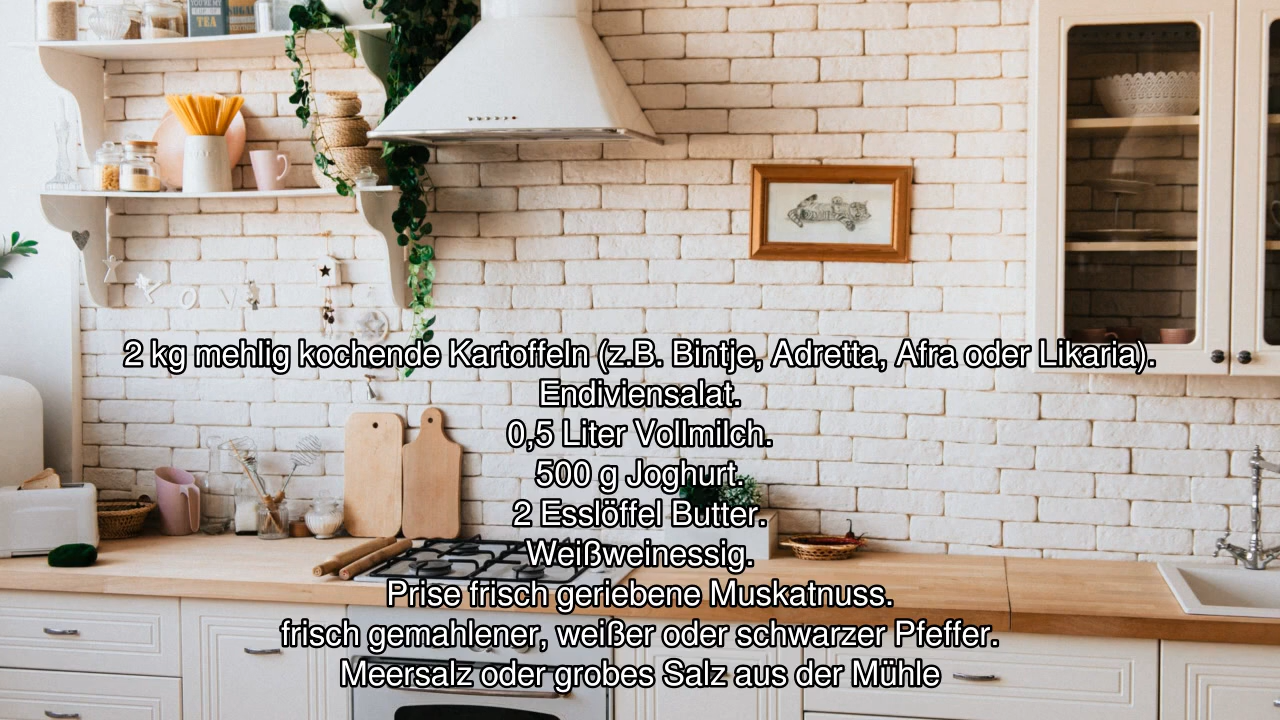 TEA
2 kg mehlig kochende Kartoffeln (z.B. Bintje, Adretta, Afra oder Likaria).
Endiviensalat.
0,5 Liter Vollmilch.
500 g Joghurt.
2 Esslöffel Butter.
Weißweinessig.
Prise frisch geriebene Muskatnuss.
frisch gemahlener, weißer oder schwarzer Pfeffer.
Meersalz oder grobes Salz aus der Mühle